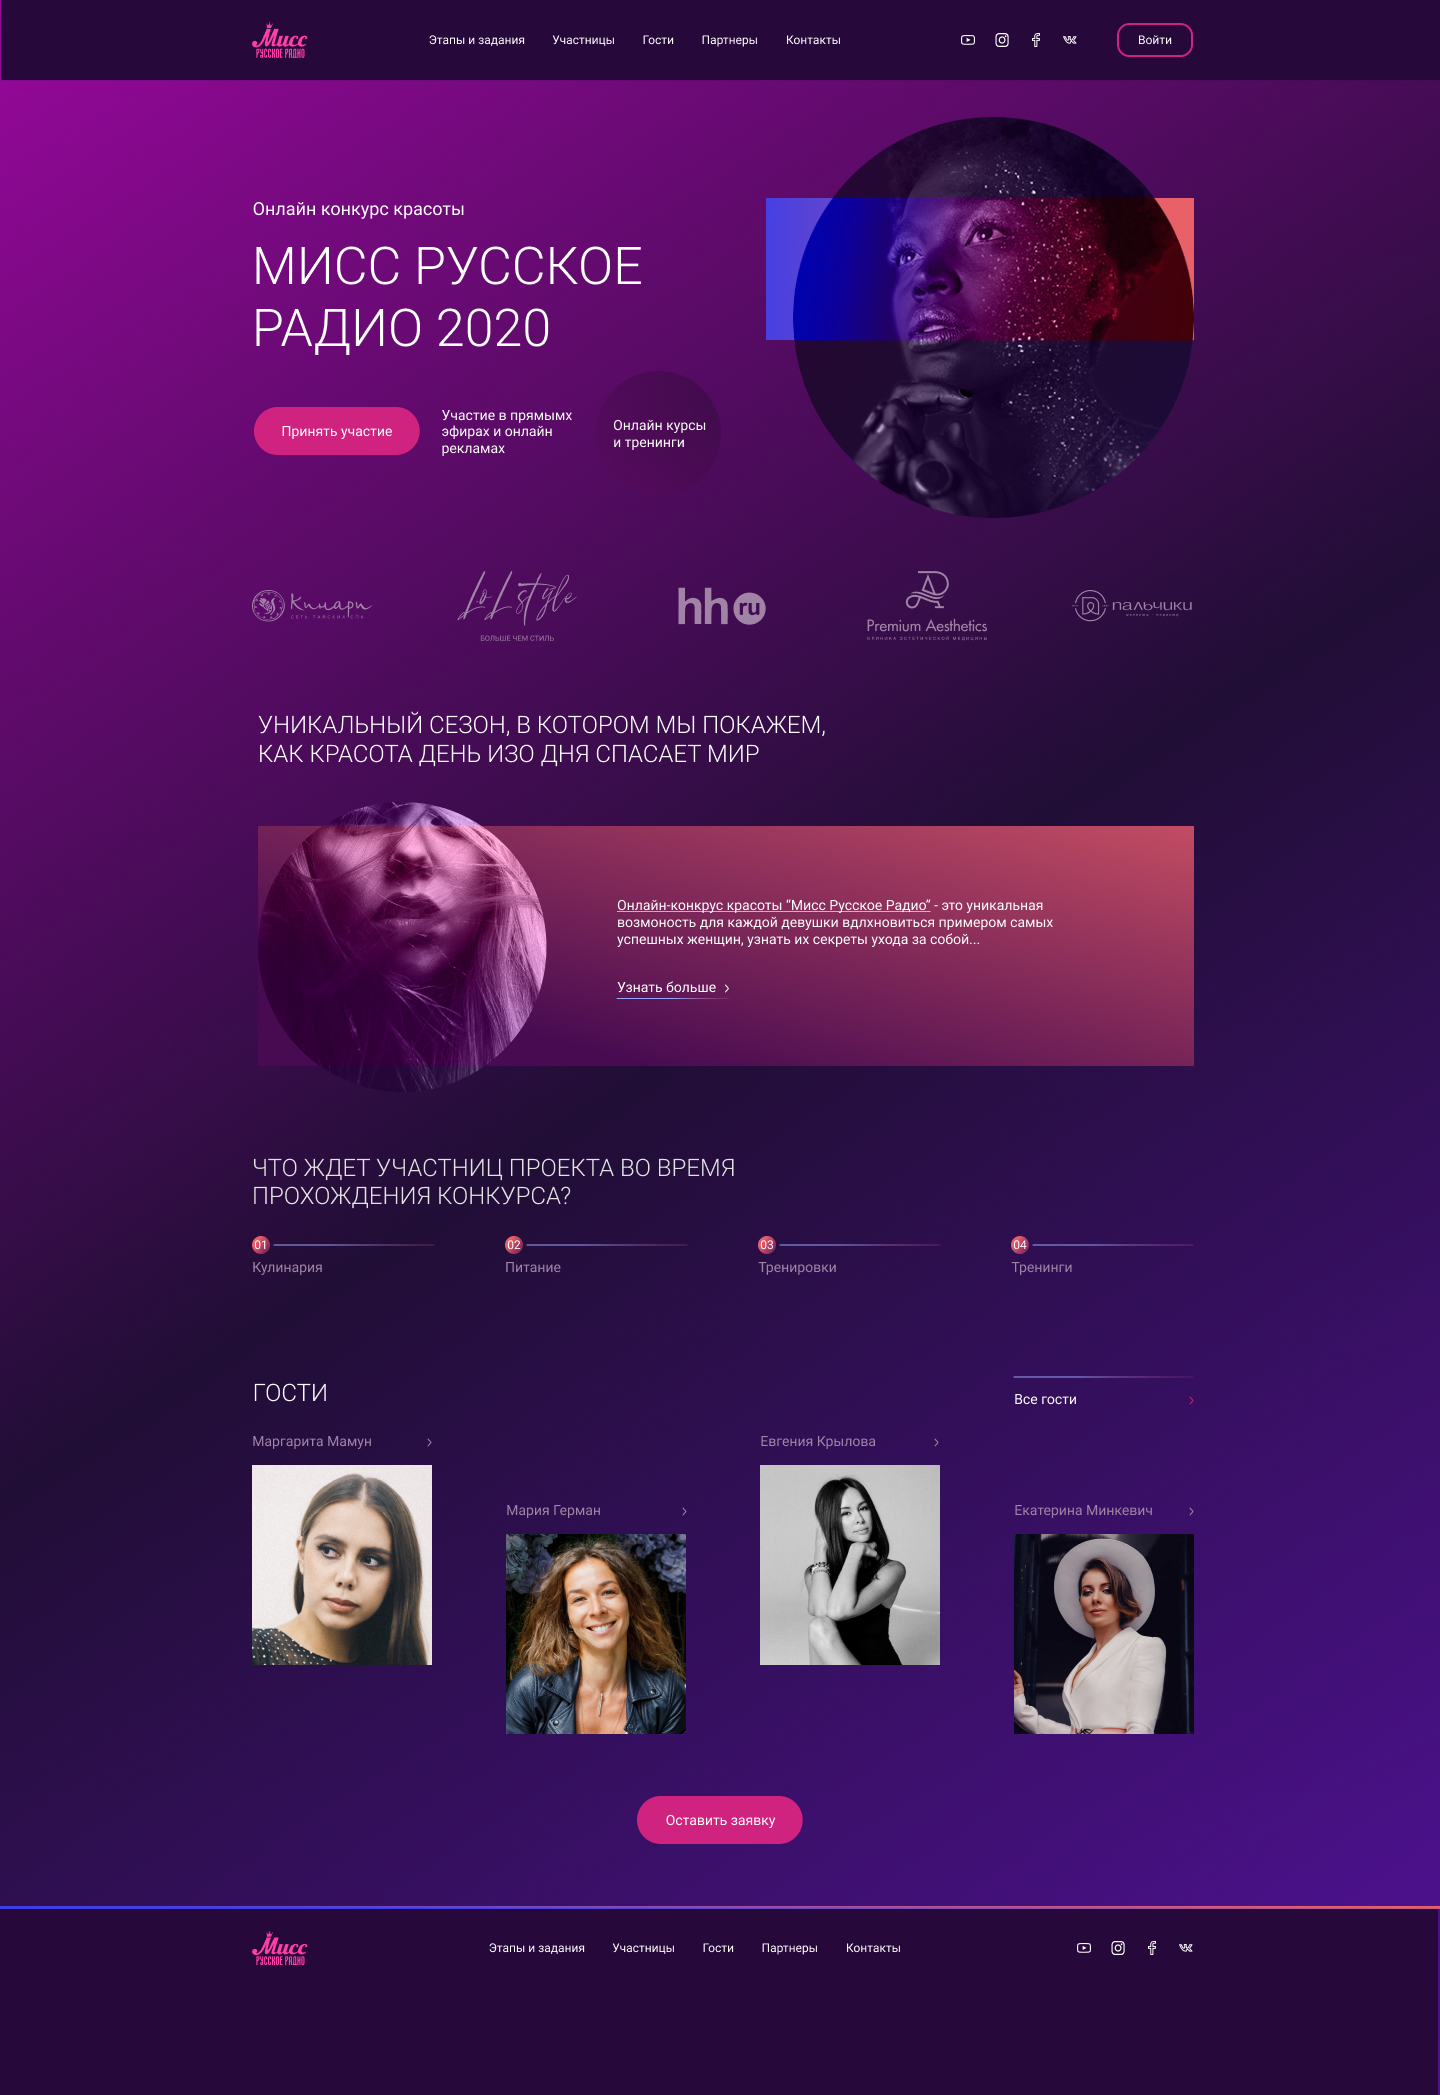 Мисс
РУССКОЕ РАДИО
Этапы и задания
Участницы
Гости
Партнеры
Контакты
Войти
Онлайн конкурс красоты
МИСС РУССКОЕ
РАДИО 2020
Принять участие
Участие в прямымх
эфирах и онлайн
рекламах
Онлайн курсы
и тренинги
Кинари
СЕТЬ ТАЙСКИХ СПА
LoL style
БОЛЬШЕ ЧЕМ СТИЛЬ
hh ru
Premium Aesthetics
КЛИНИКА ЭСТЕТИЧЕСКОЙ МЕДИЦИНЫ
пальчики
УНИКАЛЬНЫЙ СЕЗОН, В КОТОРОМ МЫ ПОКАЖЕМ,
КАК КРАСОТА ДЕНЬ ИЗО ДНЯ СПАСАЕТ МИР
Онлайн-конкрус красоты “Мисс Русское Радио” - это уникальная
возмоность для каждой девушки вдлхновиться примером самых
успешных женщин, узнать их секреты ухода за собой...
Узнать больше
ЧТО ЖДЕТ УЧАСТНИЦ ПРОЕКТА ВО ВРЕМЯ
ПРОХОЖДЕНИЯ КОНКУРСА?
01
Кулинария
02
Питание
03
Тренировки
04
Тренинги
ГОСТИ
Все гости
Маргарита Мамун
Мария Герман
Евгения Крылова
Екатерина Минкевич
Оставить заявку
Мисс
РУССКОЕ РАДИО
Этапы и задания
Участницы
Гости
Партнеры
Контакты